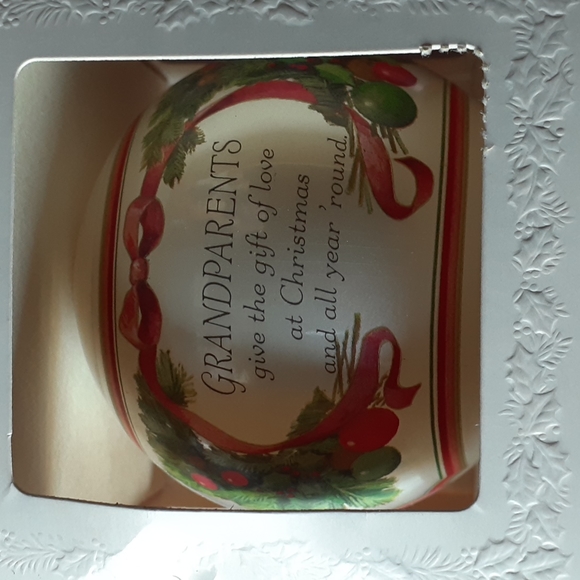 GRANDPARENTS
give the gift of love
at Christmas
and all year 'round.